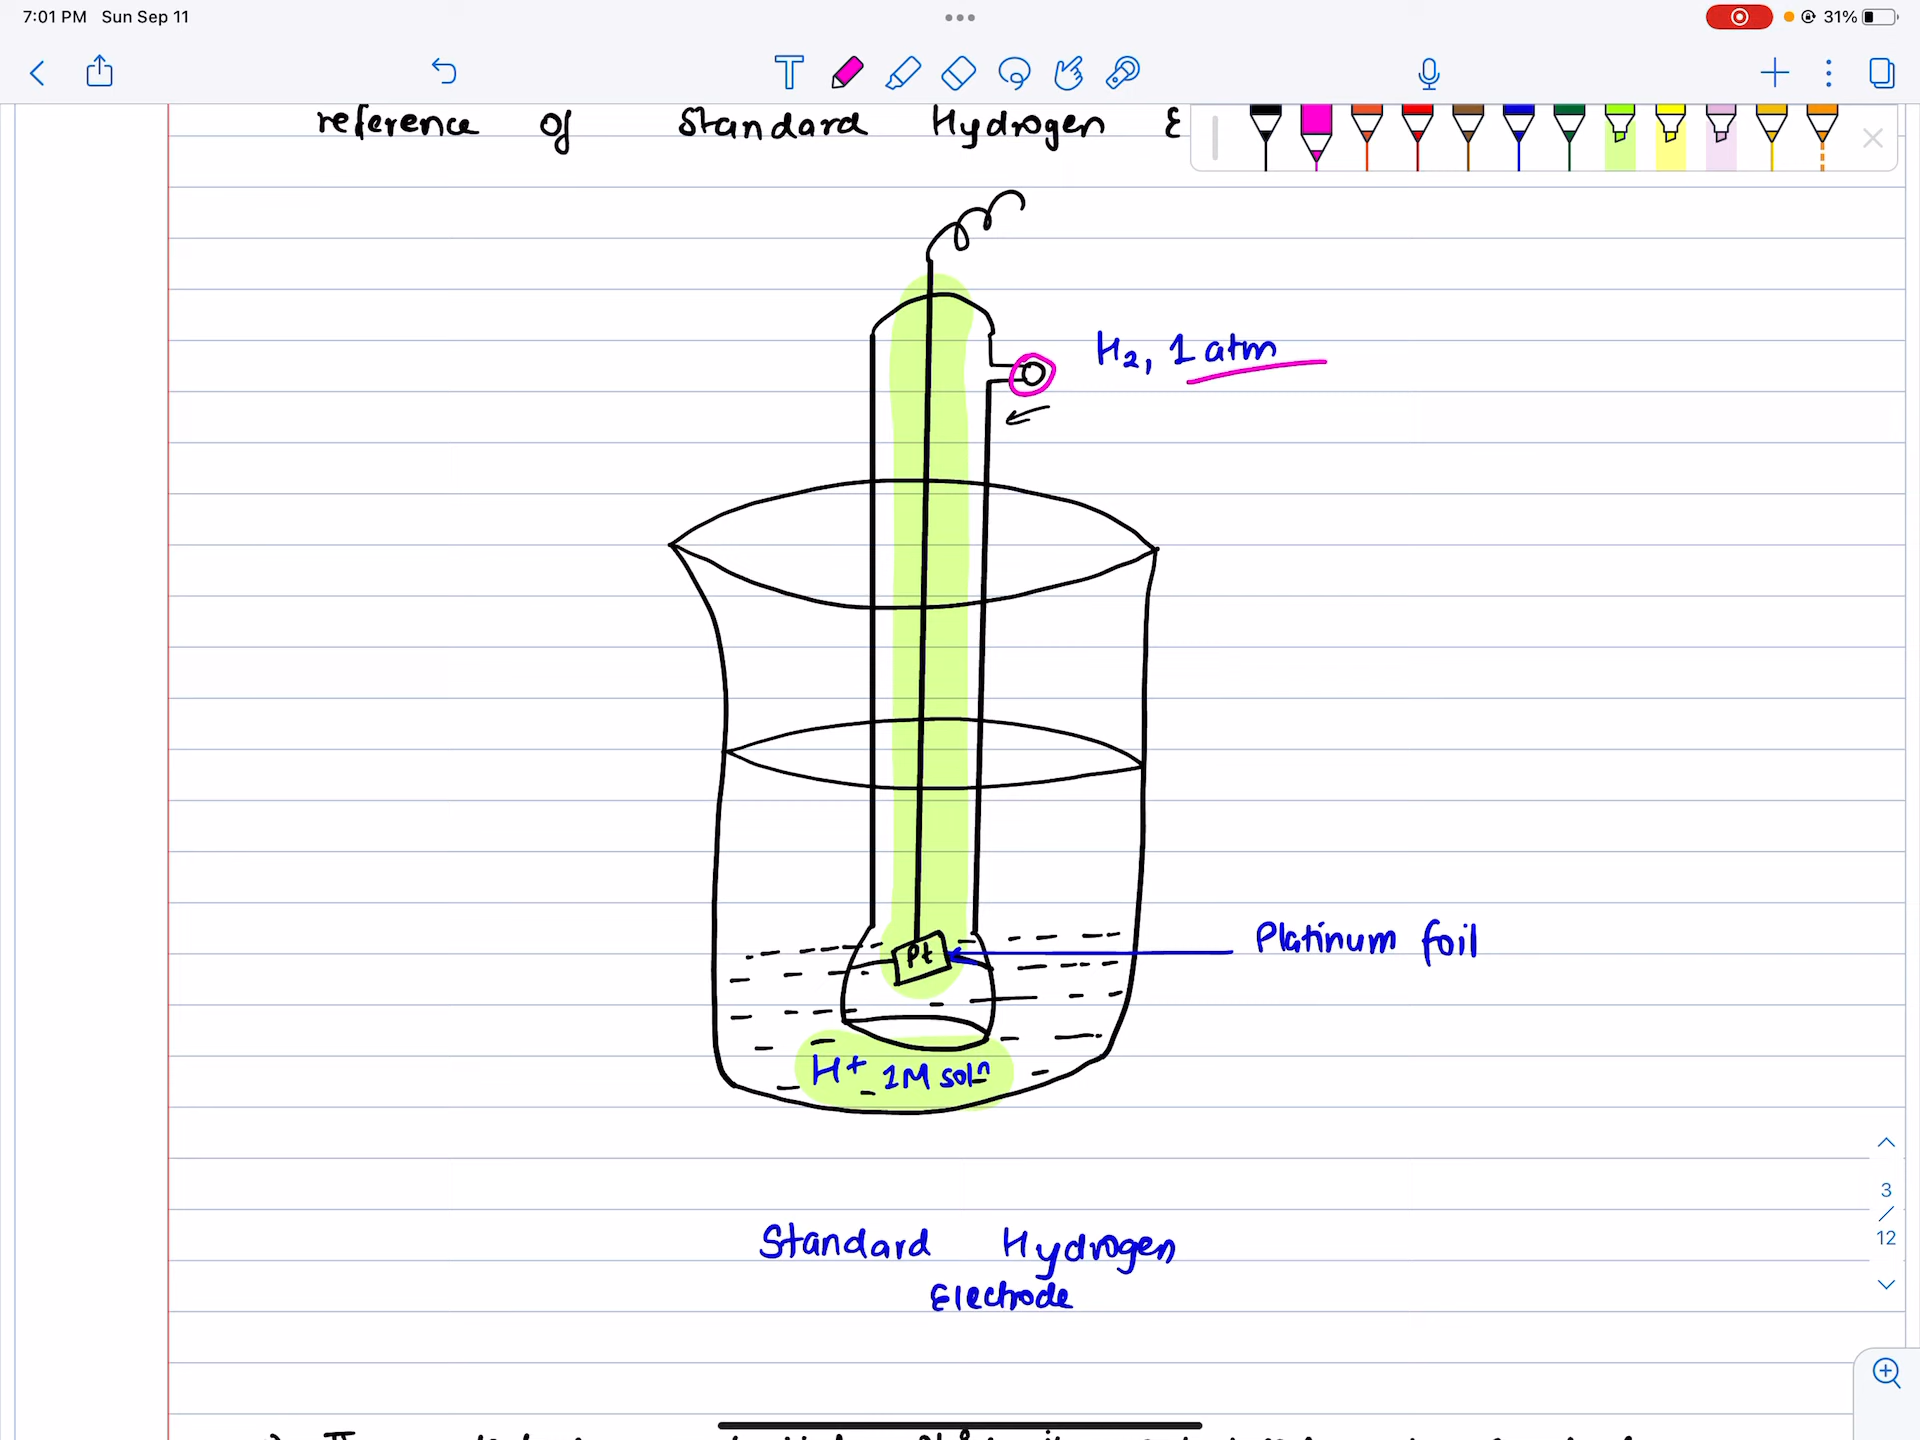 7:01 PM Sun Sep 11
31%
reference of Standard Hydrogen E
H2, 1 atm
Platinum foil
Pt
H+ 1M solⁿ
3
/
12
Standard Hydrogen
Electrode